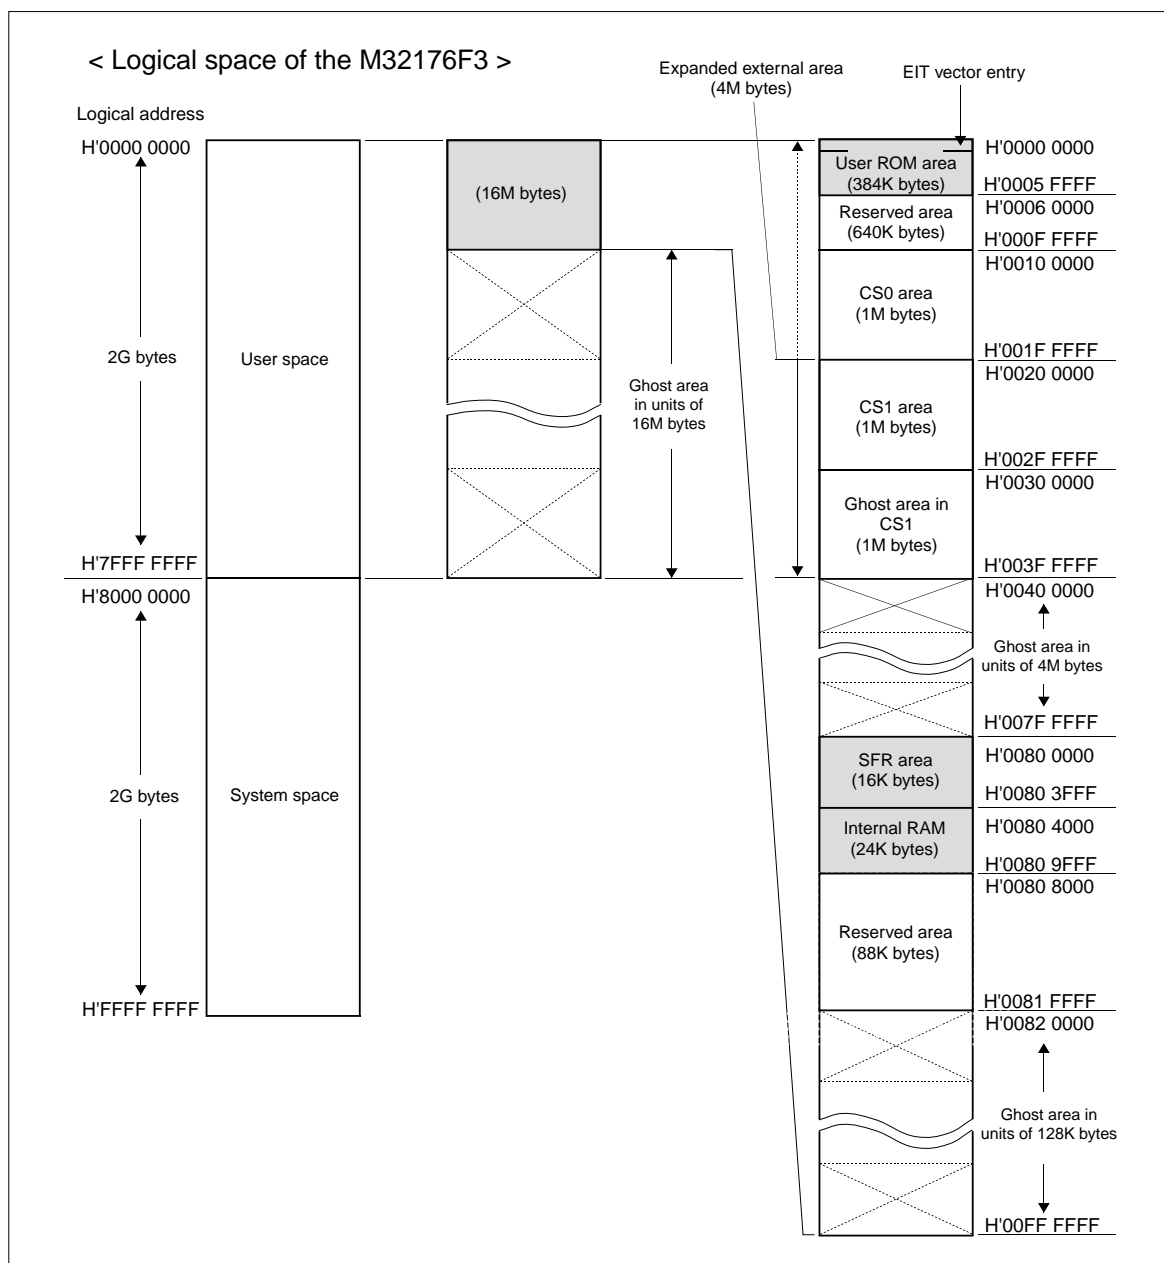 < Logical space of the M32176F3 >
Expanded external area
(4M bytes)
EIT vector entry
Logical address
H'0000 0000
2G bytes
H'7FFF FFFF
H'8000 0000
2G bytes
H'FFFF FFFF
User space
System space
(16M bytes)
Ghost area
in units of
16M bytes
User ROM area
(384K bytes)
Reserved area
(640K bytes)
CS0 area
(1M bytes)
CS1 area
(1M bytes)
Ghost area in
CS1
(1M bytes)
SFR area
(16K bytes)
Internal RAM
(24K bytes)
Reserved area
(88K bytes)
H'0000 0000
H'0005 FFFF
H'0006 0000
H'000F FFFF
H'0010 0000
H'001F FFFF
H'0020 0000
H'002F FFFF
H'0030 0000
H'003F FFFF
H'0040 0000
Ghost area in
units of 4M bytes
H'007F FFFF
H'0080 0000
H'0080 3FFF
H'0080 4000
H'0080 9FFF
H'0080 8000
H'0081 FFFF
H'0082 0000
Ghost area in
units of 128K bytes
H'00FF FFFF